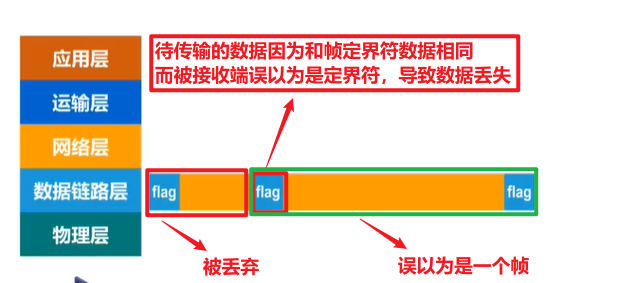 应用层
运输层
网络层
数据链路层
物理层
待传输的数据因为和帧定界符数据相同
而被接收端误以为是定界符，导致数据丢失
flag
flag
flag
被丢弃
误以为是一个帧